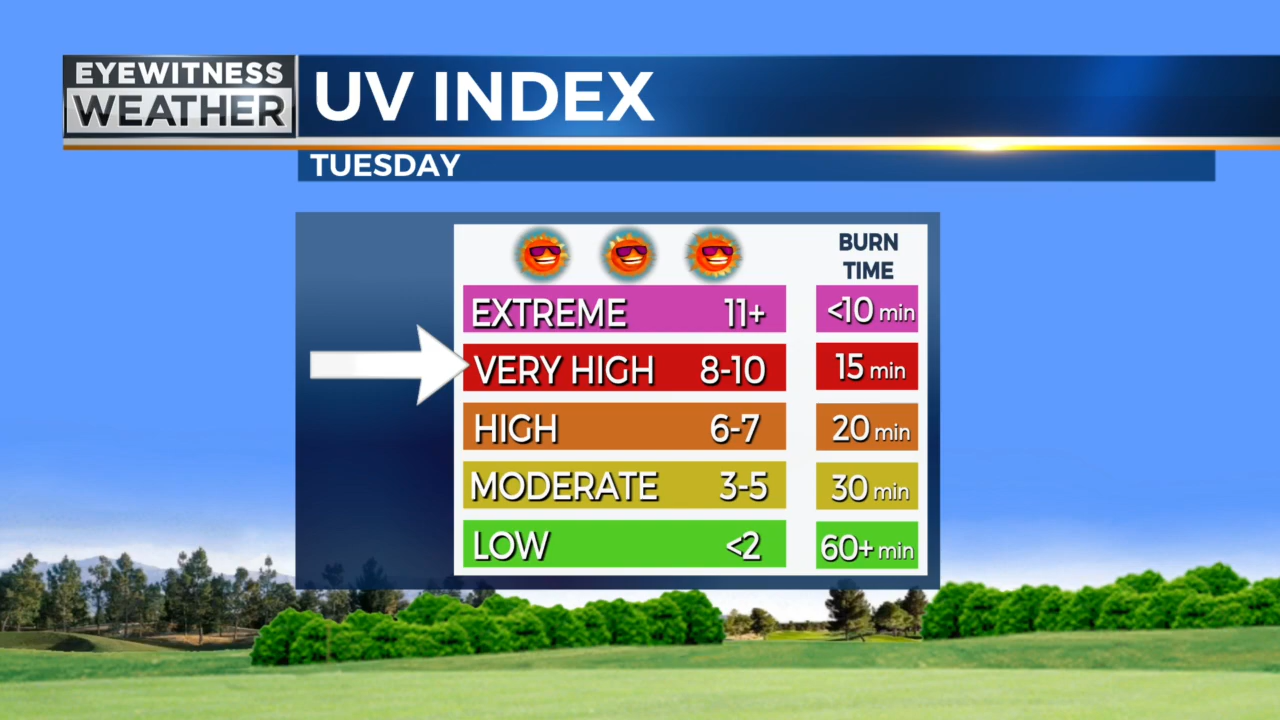 EYEWITNESS
WEATHER
UV INDEX
TUESDAY
BURN
TIME
EXTREME 11+ <10 min
VERY HIGH 8-10 15 min
HIGH 6-7 20 min
MODERATE 3-5 30 min
LOW <2 60+ min